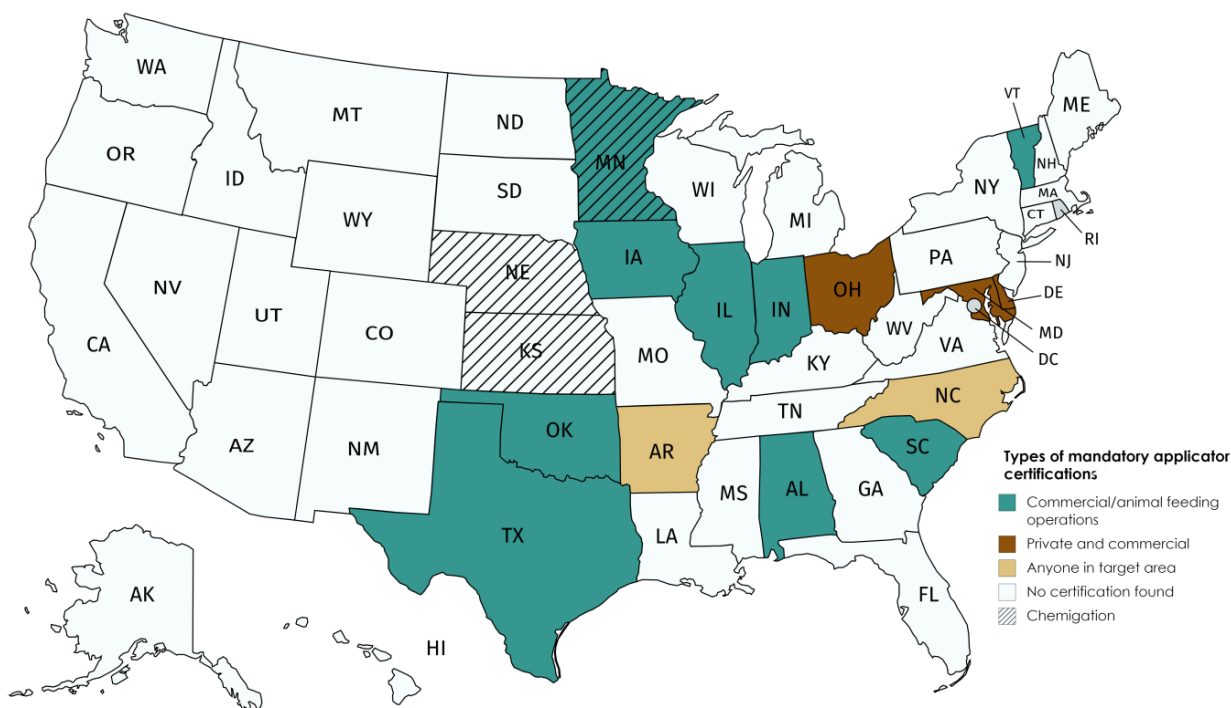 WA
MT
ND
MN
VT
ME
OR
ID
SD
WI
MI
NY
NH
MA
CT
RI
WY
NE
IA
PA
NJ
NV
UT
CO
IL
IN
OH
DE
MD
DC
CA
KS
MO
WV
KY
VA
AZ
NM
OK
AR
TN
NC
SC
MS
AL
GA
TX
LA
FL
AK
HI
Types of mandatory applicator
certifications
Commercial/animal feeding
operations
Private and commercial
Anyone in target area
No certification found
Chemigation